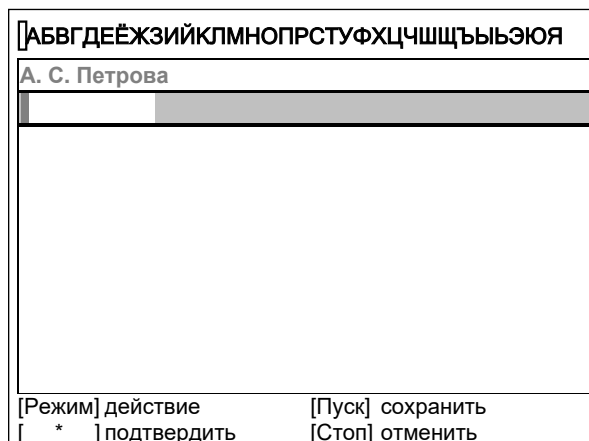 АБВГДЕЁЖЗИЙКЛМНОПРСТУФХЦЧШЩЪЫЬЭЮЯ
А. С. Петрова
[Режим] действие [Пуск] сохранить
[ * ] подтвердить [Стоп] отменить